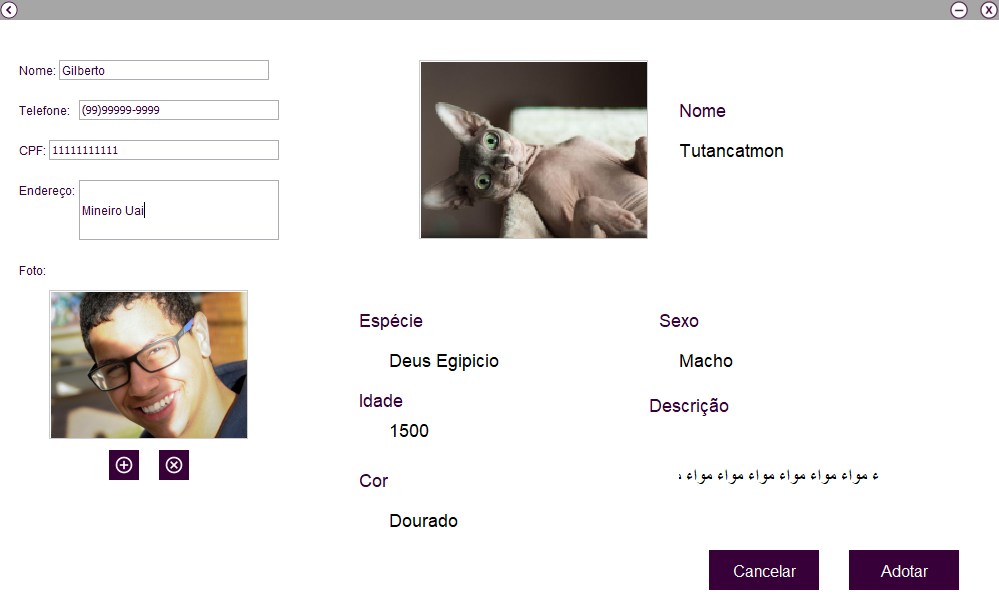 Nome: Gilberto
Telefone: (99)99999-9999
CPF: 11111111111
Endereço: Mineiro Uai
Foto:
Nome
Tutancatmon
Espécie
Deus Egipicio
Sexo
Macho
Idade
1500
Descrição
ء مواء مواء مواء مواء مواء مواء
Cor
Dourado
Cancelar
Adotar